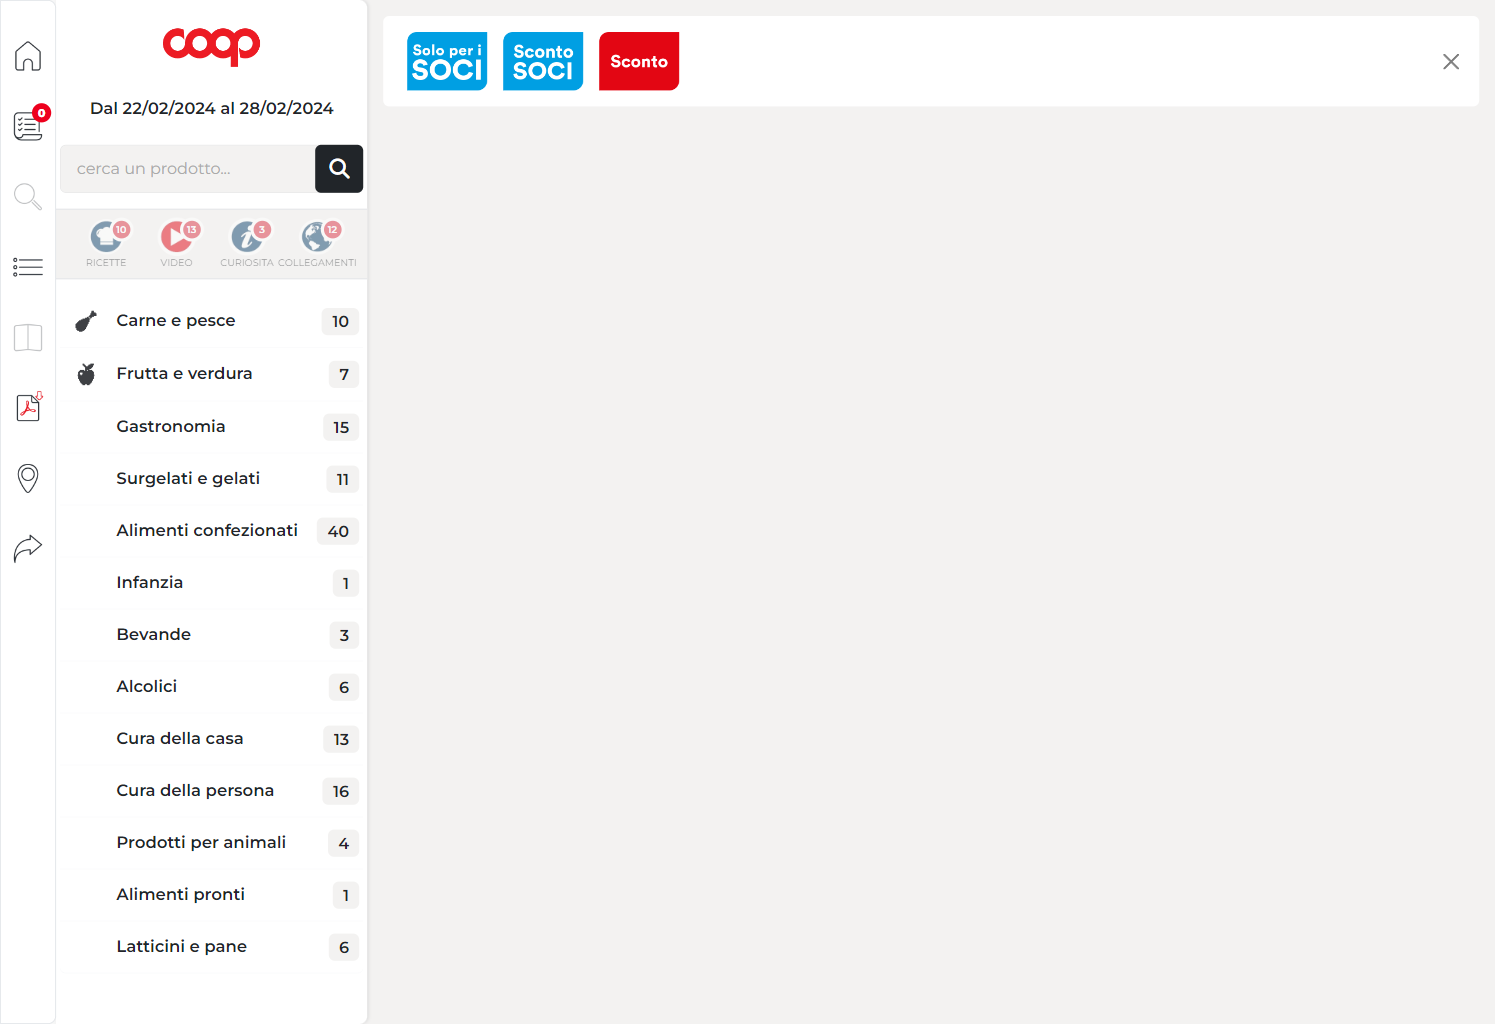 coop
Dal 22/02/2024 al 28/02/2024
0
cerca un prodotto...
10
13
3
12
RICETTE
VIDEO
CURIOSITA
COLLEGAMENTI
Carne e pesce 10
Frutta e verdura 7
Gastronomia 15
Surgelati e gelati 11
Alimenti confezionati 40
Infanzia 1
Bevande 3
Alcolici 6
Cura della casa 13
Cura della persona 16
Prodotti per animali 4
Alimenti pronti 1
Latticini e pane 6
Solo per i
SOCI
Sconto
SOCI
Sconto